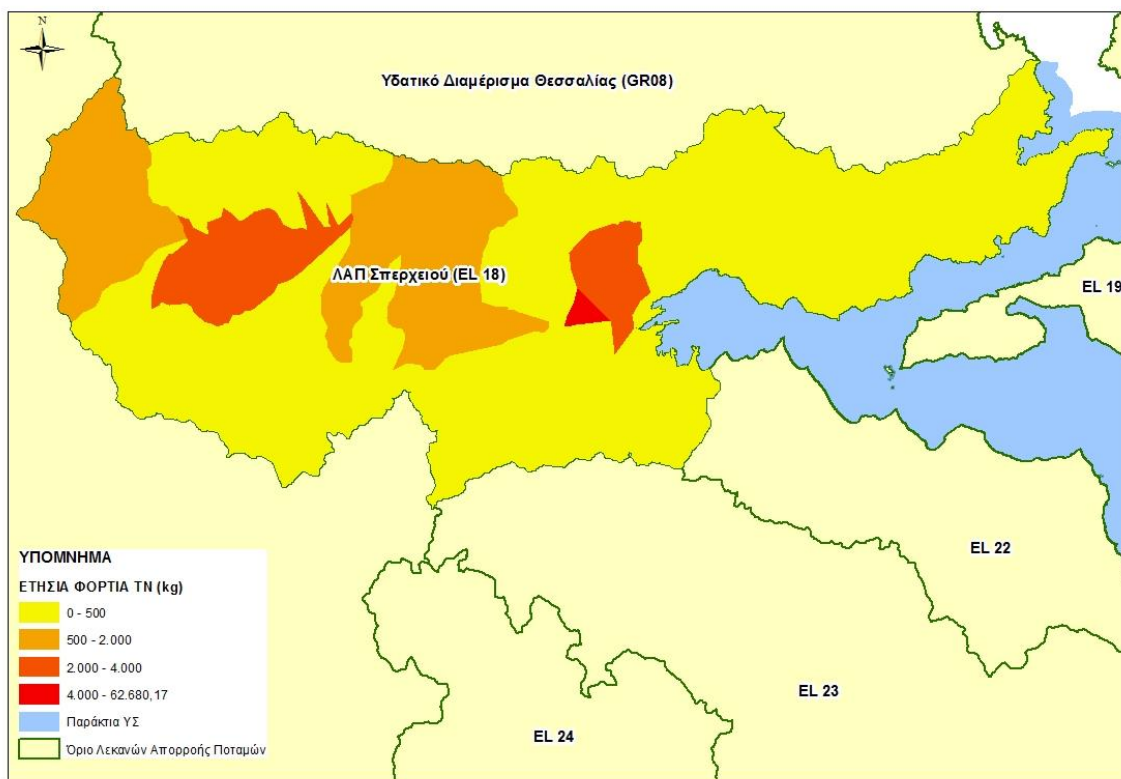 N
Υδατικό Διαμέρισμα Θεσσαλίας (GR08)
ΛΑΠ Σπερχειού (EL 18)
EL 19
EL 22
EL 23
EL 24
ΥΠΟΜΝΗΜΑ
ΕΤΗΣΙΑ ΦΟΡΤΙΑ TN (kg)
0 - 500
500 - 2.000
2.000 - 4.000
4.000 - 62.680,17
Παράκτια ΥΣ
Όριο Λεκανών Απορροής Ποταμών